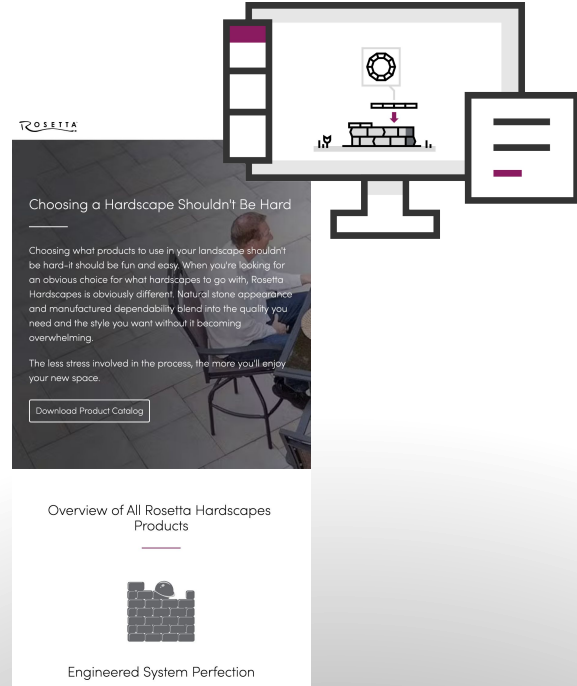 ROSETTA
Choosing a Hardscape Shouldn't Be Hard
Choosing what products to use in your landscape shouldn't
be hard-it should be fun and easy. When you're looking for
an obvious choice for what hardscapes to go with, Rosetta
Hardscapes is obviously different. Natural stone appearance
and manufactured dependability blend into the quality you
need and the style you want without it becoming
overwhelming.
The less stress involved in the process, the more you'll enjoy
your new space.
Download Product Catalog
Overview of All Rosetta Hardscapes
Products
Engineered System Perfection